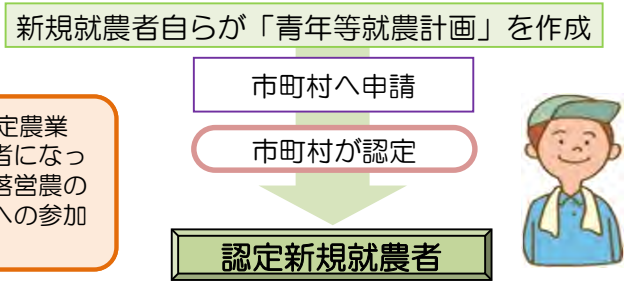 新規就農者自らが「青年等就農計画」を作成
市町村へ申請
市町村が認定
定農業
者になっ
落営農の
への参加
認定新規就農者